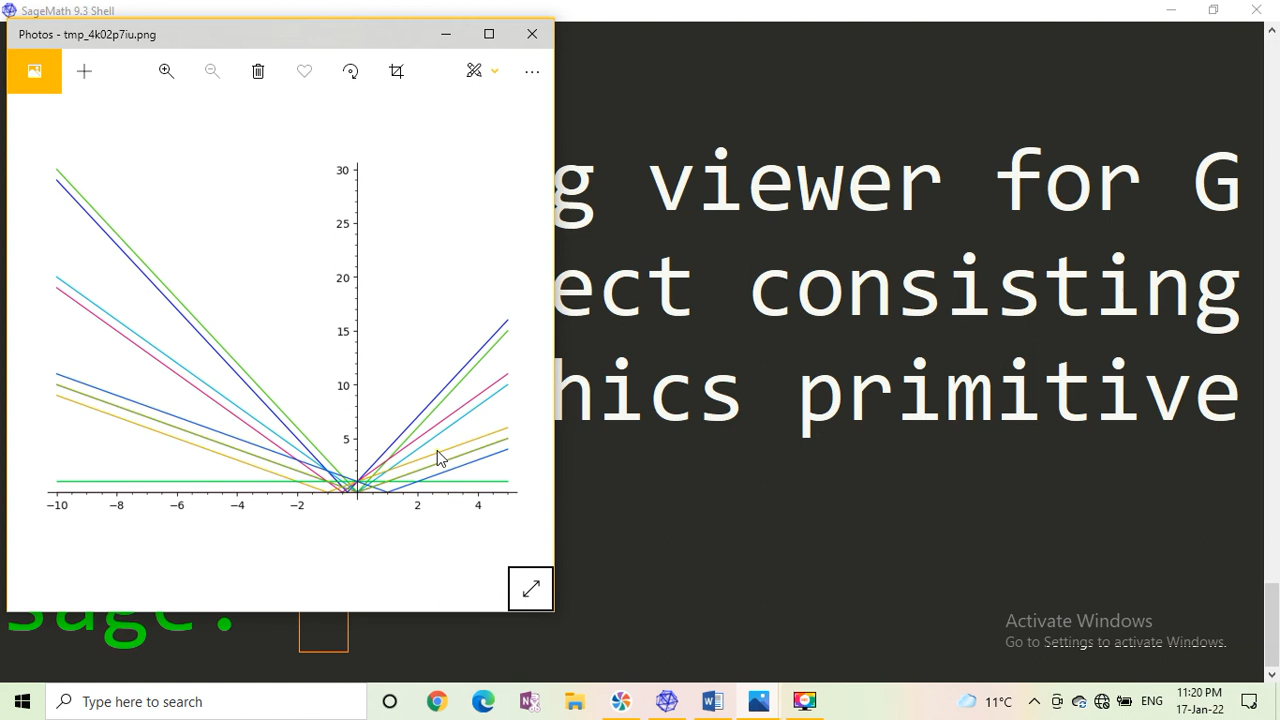 SageMath 9.3 Shell
Photos - tmp_4k02p7iu.png
g viewer for G
ect consisting
hics primitive
30
25
20
15
10
5
−10 −8 −6 −4 −2 2 4
sage:
Activate Windows
Go to Settings to activate Windows.
Type here to search
11°C
ENG
11:20 PM
17-Jan-22